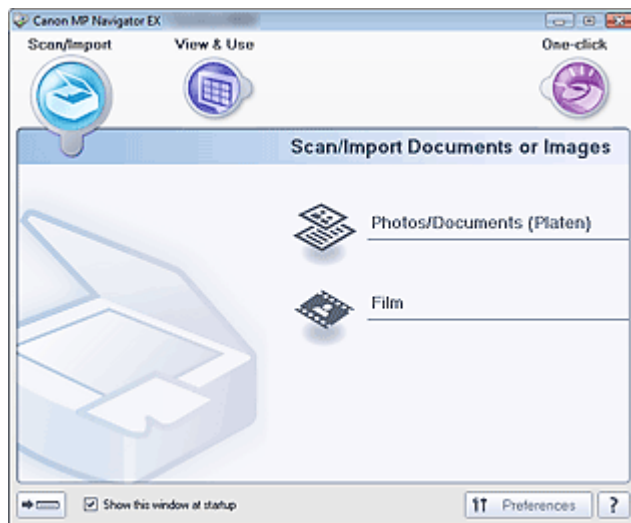 Canon MP Navigator EX
Scan/Import
View & Use
One-click
Scan/Import Documents or Images
Photos/Documents (Platen)
Film
Show this window at startup
Preferences
?